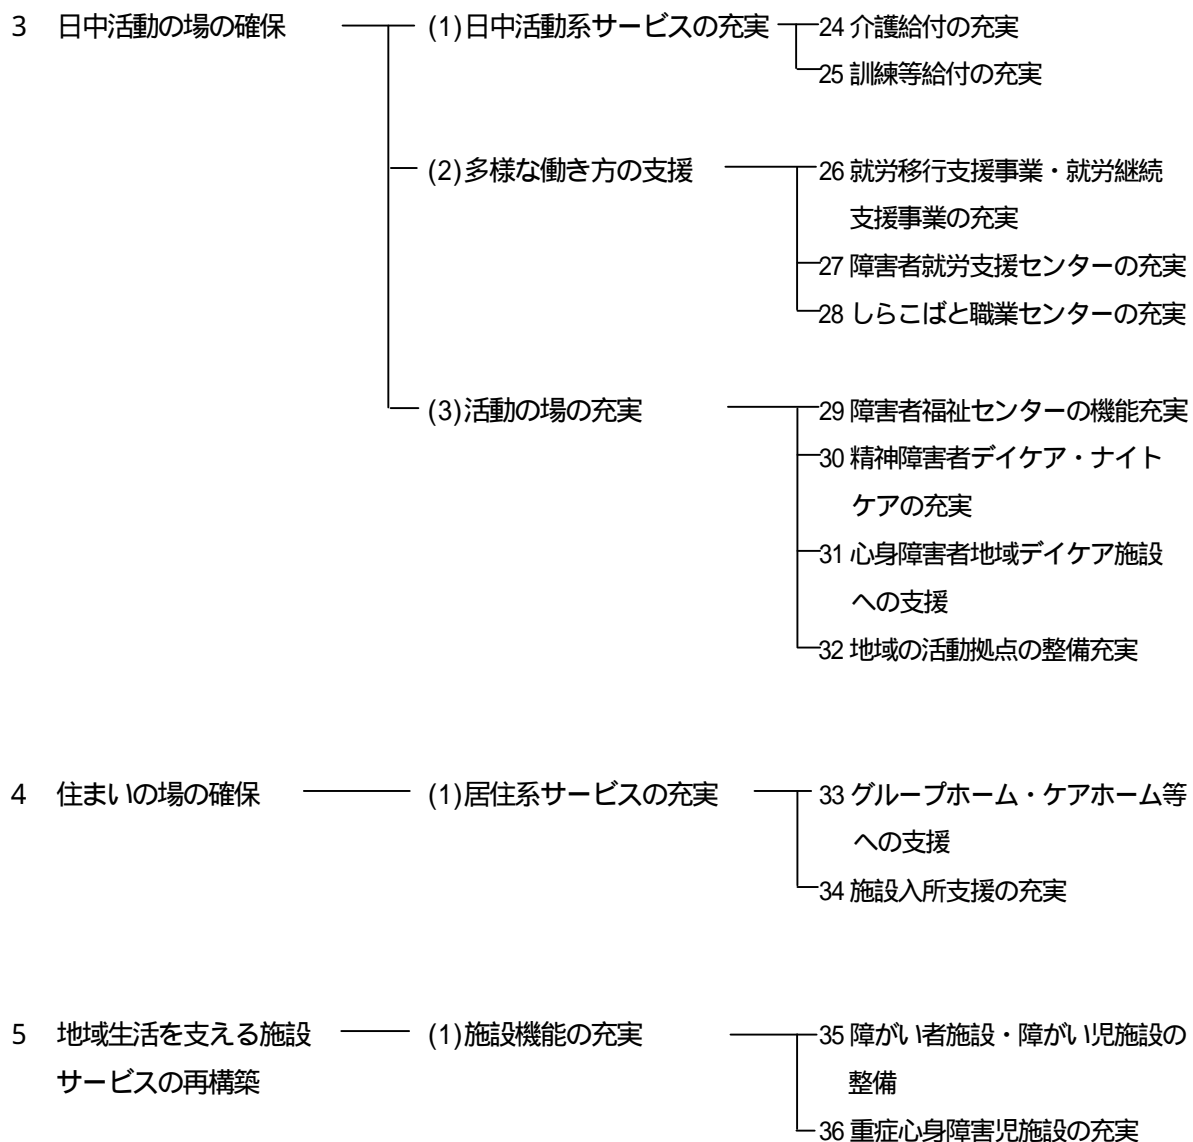 3 日中活動の場の確保 (1)日中活動系サービスの充実 24 介護給付の充実
25 訓練等給付の充実
(2)多様な働き方の支援 26 就労移行支援事業・就労継続
支援事業の充実
27 障害者就労支援センターの充実
28 しらこばと職業センターの充実
(3)活動の場の充実 29 障害者福祉センターの機能充実
30 精神障害者デイケア・ナイト
ケアの充実
31 心身障害者地域デイケア施設
への支援
32 地域の活動拠点の整備充実
4 住まいの場の確保 (1)居住系サービスの充実 33 グループホーム・ケアホーム等
への支援
34 施設入所支援の充実
5 地域生活を支える施設 (1)施設機能の充実 35 障がい者施設・障がい児施設の
サービスの再構築 整備
36 重症心身障害児施設の充実